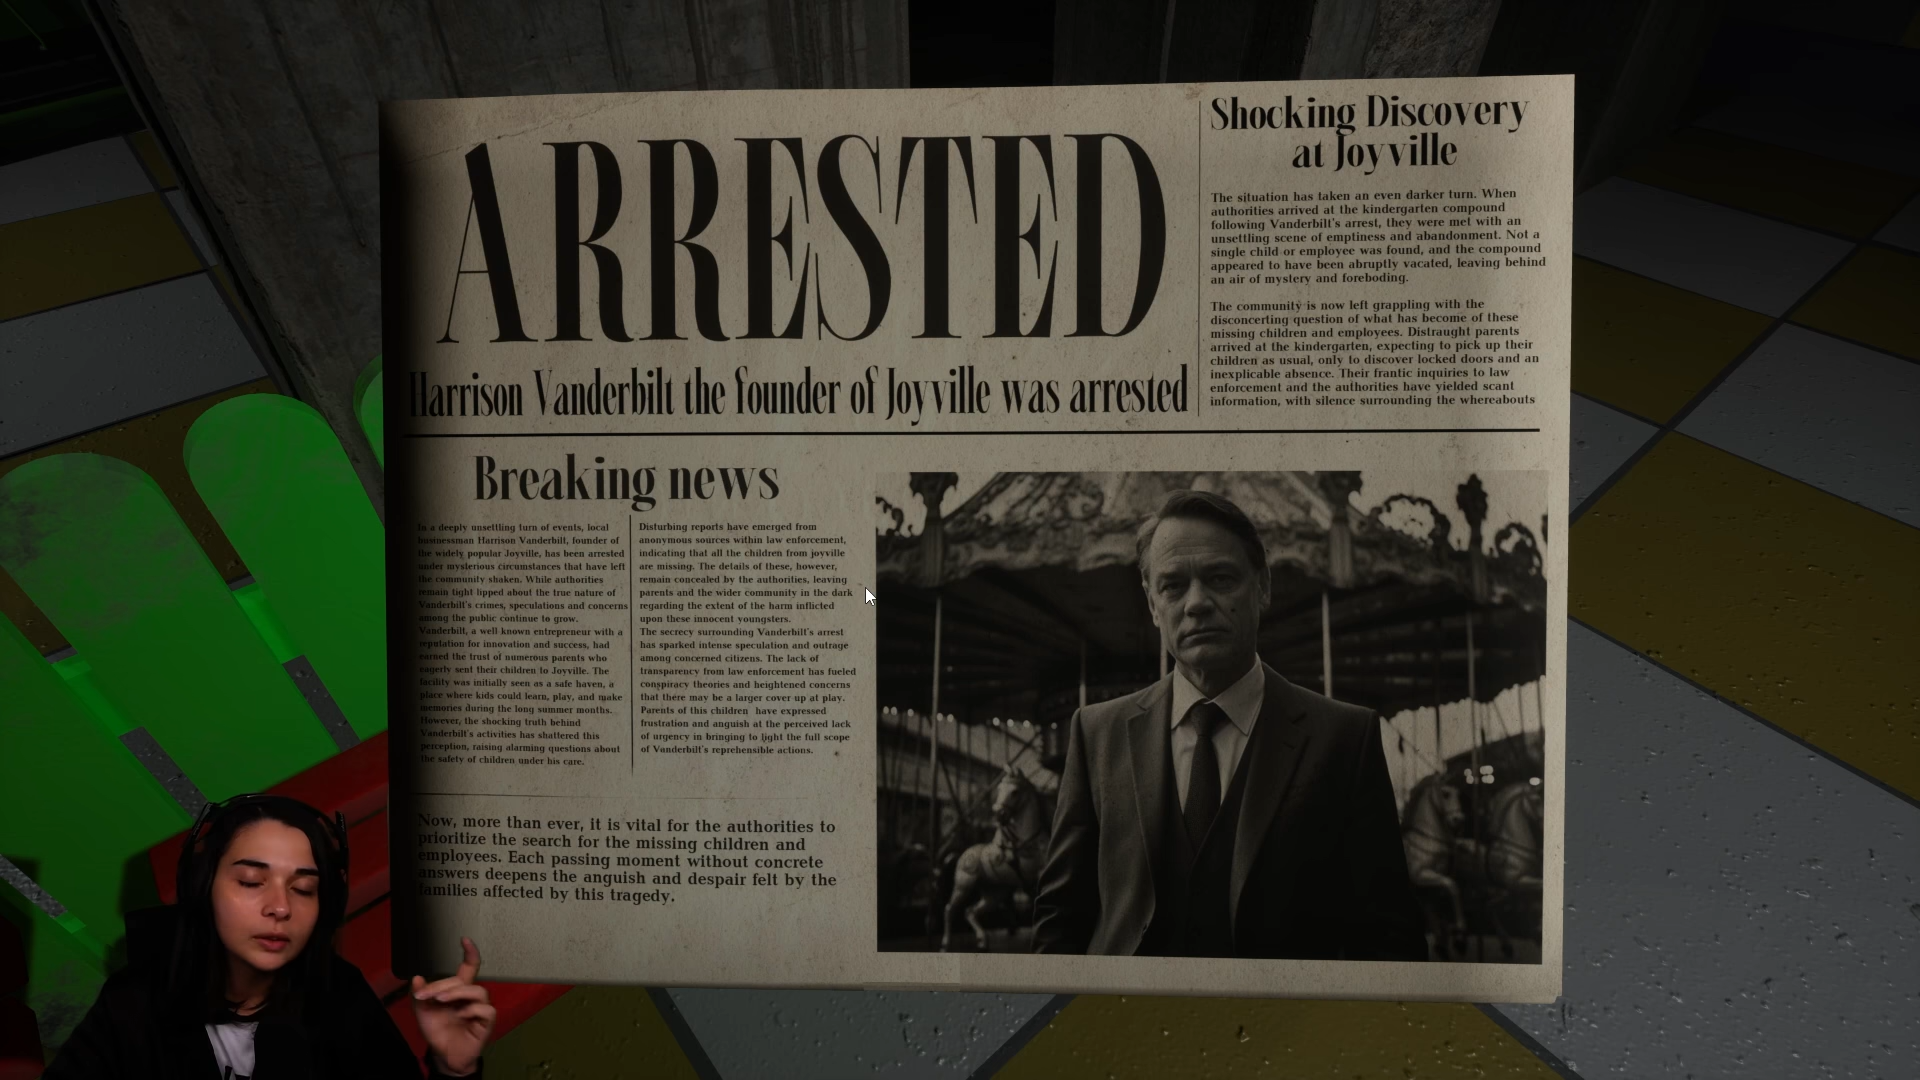 ARRESTED
Harrison Vanderbilt the founder of Joyville was arrested
Shocking Discovery
at Joyville
The situation has taken an even darker turn. When
authorities arrived at the kindergarten compound
following Vanderbilt's arrest, they were met with an
unsettling scene of emptiness and abandonment. Not a
single child or employee was found, and the compound
appeared to have been abruptly vacated, leaving behind
an air of mystery and foreboding.
The community is now left grappling with the
disconcerting question of what has become of these
missing children and employees. Distraught parents
arrived at the kindergarten, expecting to pick up their
children as usual, only to discover locked doors and an
inexplicable absence. Their frantic inquiries to law
enforcement and the authorities have yielded scant
information, with silence surrounding the whereabouts
Breaking news
In a deeply unsettling turn of events, local
businessman Harrison Vanderbilt, founder of
the widely popular Joyville, has been arrested
under mysterious circumstances that have left
the community shaken. While authorities
remain tight lipped about the true nature of
Vanderbilt's crimes, speculations and concerns
among the public continue to grow.
Vanderbilt, a well-known entrepreneur with a
reputation for innovation and success, had
earned the trust of numerous parents who
eagerly sent their children to Joyville. The
facility was initially seen as a safe haven, a
place where kids could learn, play, and make
memories during the long summer months.
However, the shocking truth behind
Vanderbilt's activities has shattered this
perception, raising alarming questions about
the safety of children under his care.
Disturbing reports have emerged from
anonymous sources within law enforcement,
indicating that all the children from joyville
are missing. The details of these, however,
remain concealed by the authorities, leaving
parents and the wider community in the dark
regarding the extent of the harm inflicted
upon these innocent youngsters.
The secrecy surrounding Vanderbilt's arrest
has sparked intense speculation and outrage
among concerned citizens. The lack of
transparency from law enforcement has fueled
conspiracy theories and heightened concerns
that there may be a larger cover-up at play.
Parents of this children have expressed
frustration and anguish at the perceived lack
of urgency in bringing to light the full scope
of Vanderbilt's reprehensible actions.
Now, more than ever, it is vital for the authorities to
prioritize the search for the missing children and
employees. Each passing moment without concrete
answers deepens the anguish and despair felt by the
families affected by this tragedy.